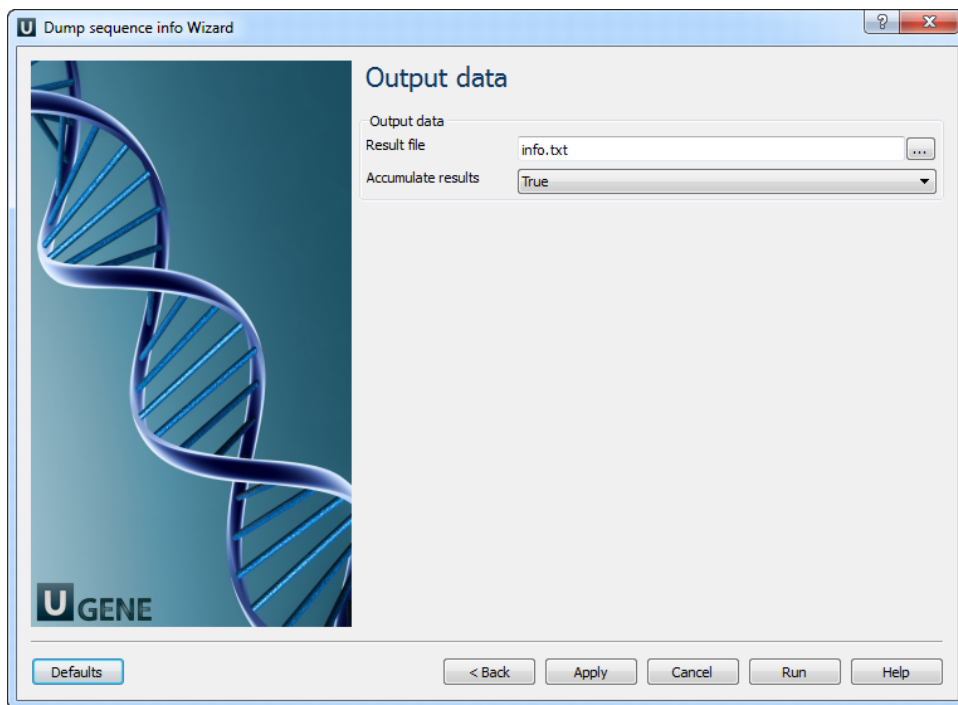 U Dump sequence info Wizard
?
X
Output data
Output data
Result file info.txt ...
Accumulate results True
U GENE
Defaults < Back Apply Cancel Run Help